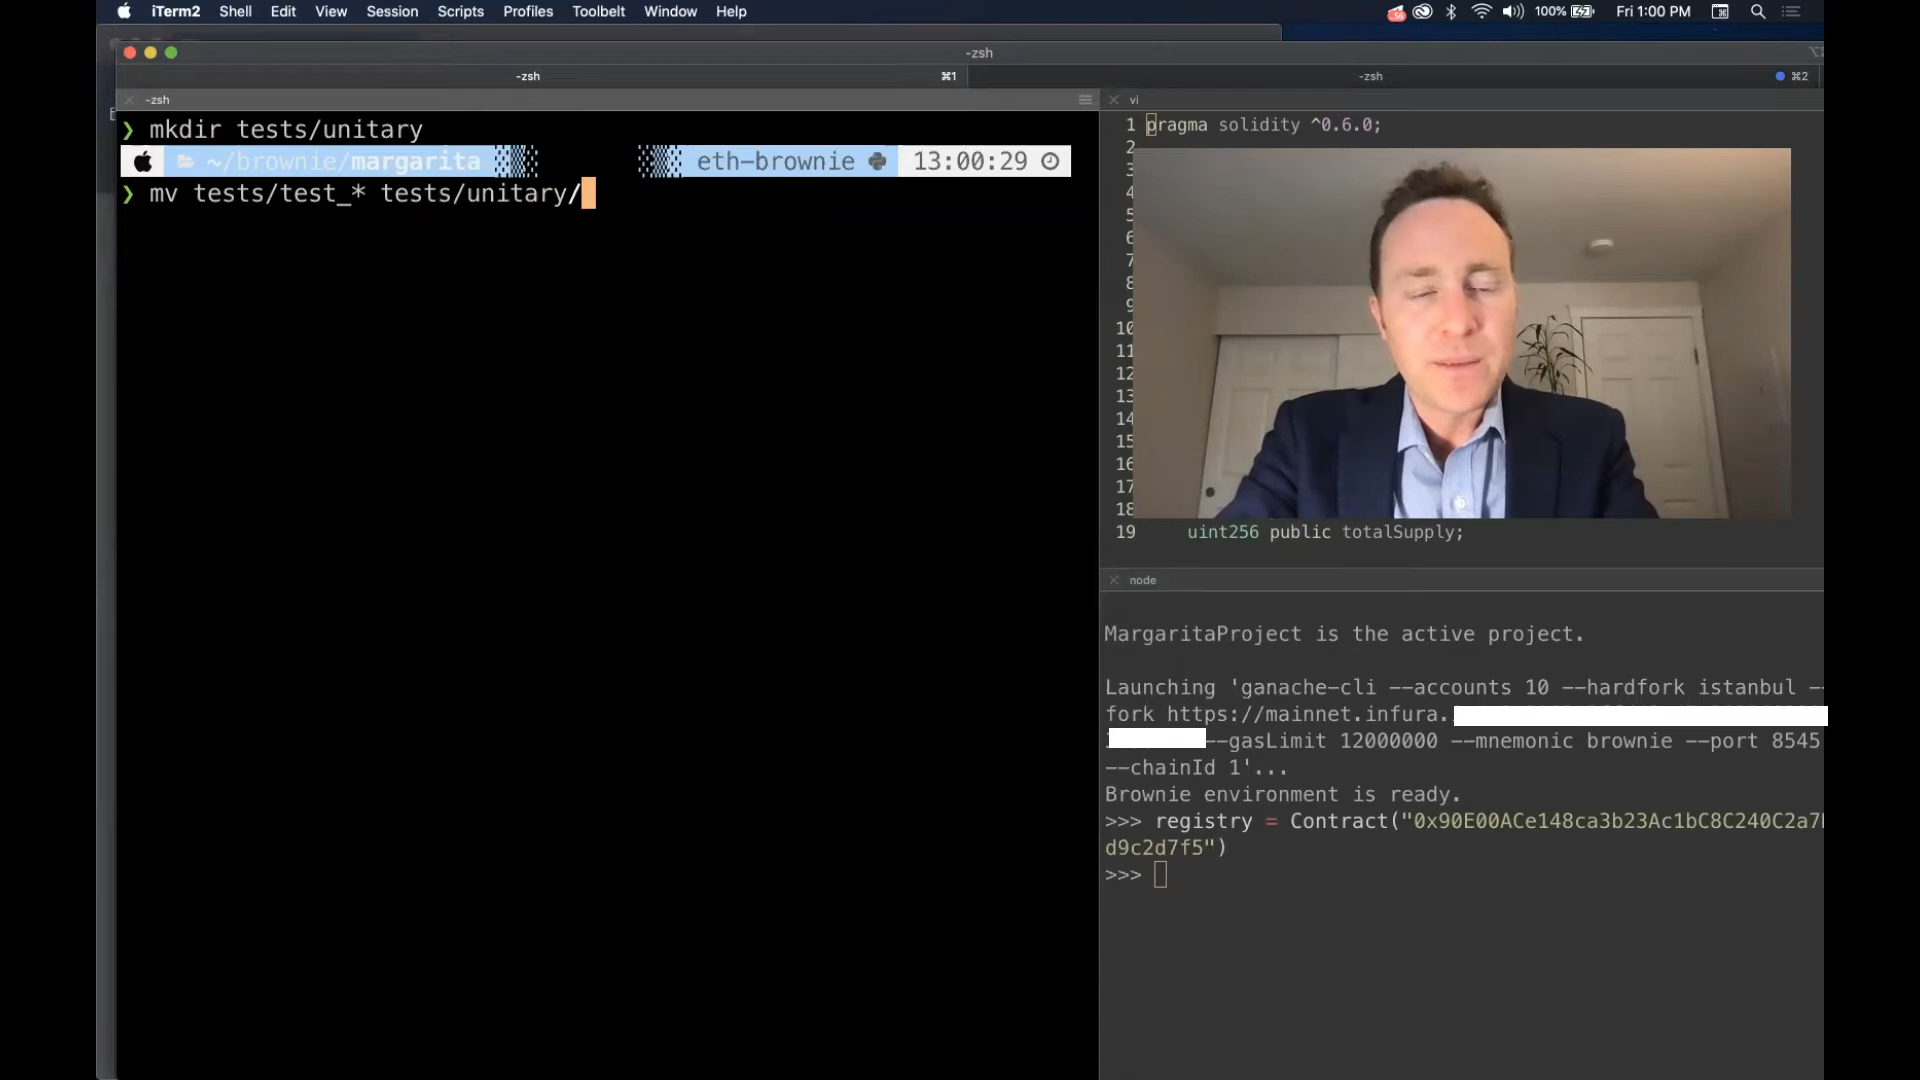 iTerm2 Shell Edit View Session Scripts Profiles Toolbelt Window Help 100% Fri 1:00 PM
-zsh
-zsh ⌘1 -zsh ⌘2
-zsh
❯ mkdir tests/unitary
~/brownie/margarita eth-brownie 13:00:29
❯ mv tests/test_* tests/unitary/
vi
1 pragma solidity ^0.6.0;
2
3
4
5
6
7
8
9
10
11
12
13
14
15
16
17
18
19 uint256 public totalSupply;
node
MargaritaProject is the active project.
Launching 'ganache-cli --accounts 10 --hardfork istanbul --
fork https://mainnet.infura.
--gasLimit 12000000 --mnemonic brownie --port 8545
--chainId 1'...
Brownie environment is ready.
>>> registry = Contract("0x90E00ACe148ca3b23Ac1bC8C240C2a7
d9c2d7f5")
>>>